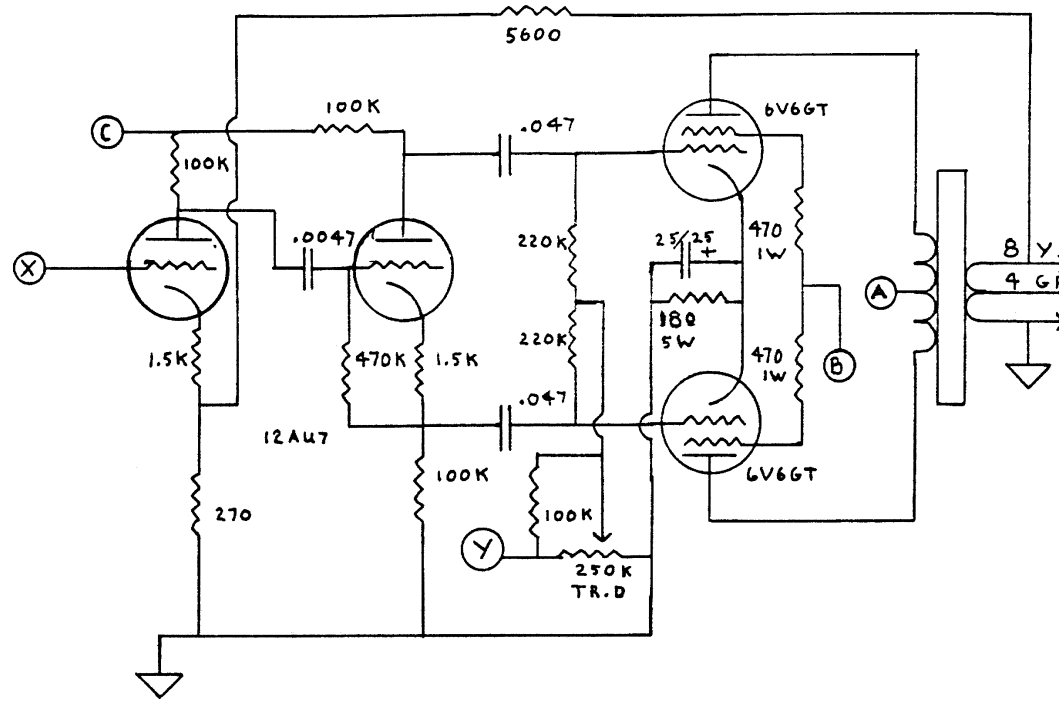 5600
C
100K
100K
X
1.5K
270
12AU7
.0047
470K
1.5K
100K
.047
220K
220K
.047
100K
Y
250K
TR.D
6V6GT
25/25
+
180
5W
470
1W
470
1W
6V6GT
B
A
8 Y
4 G